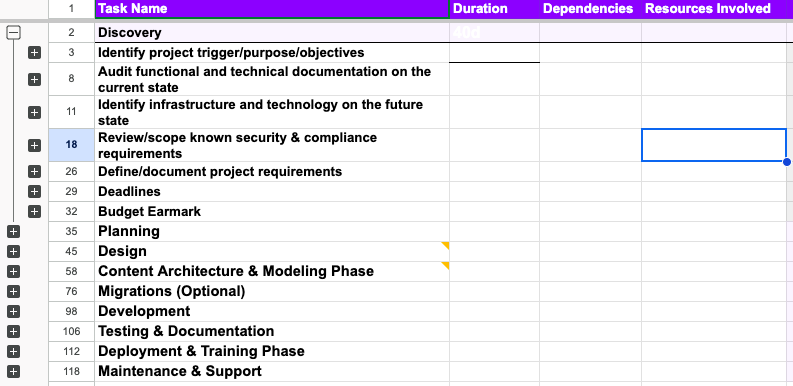 1 Task Name Duration Dependencies Resources Involved
2 Discovery 40d
3 Identify project trigger/purpose/objectives
8 Audit functional and technical documentation on the
current state
11 Identify infrastructure and technology on the future
state
18 Review/scope known security & compliance
requirements
26 Define/document project requirements
29 Deadlines
32 Budget Earmark
35 Planning
45 Design
58 Content Architecture & Modeling Phase
76 Migrations (Optional)
98 Development
106 Testing & Documentation
112 Deployment & Training Phase
118 Maintenance & Support